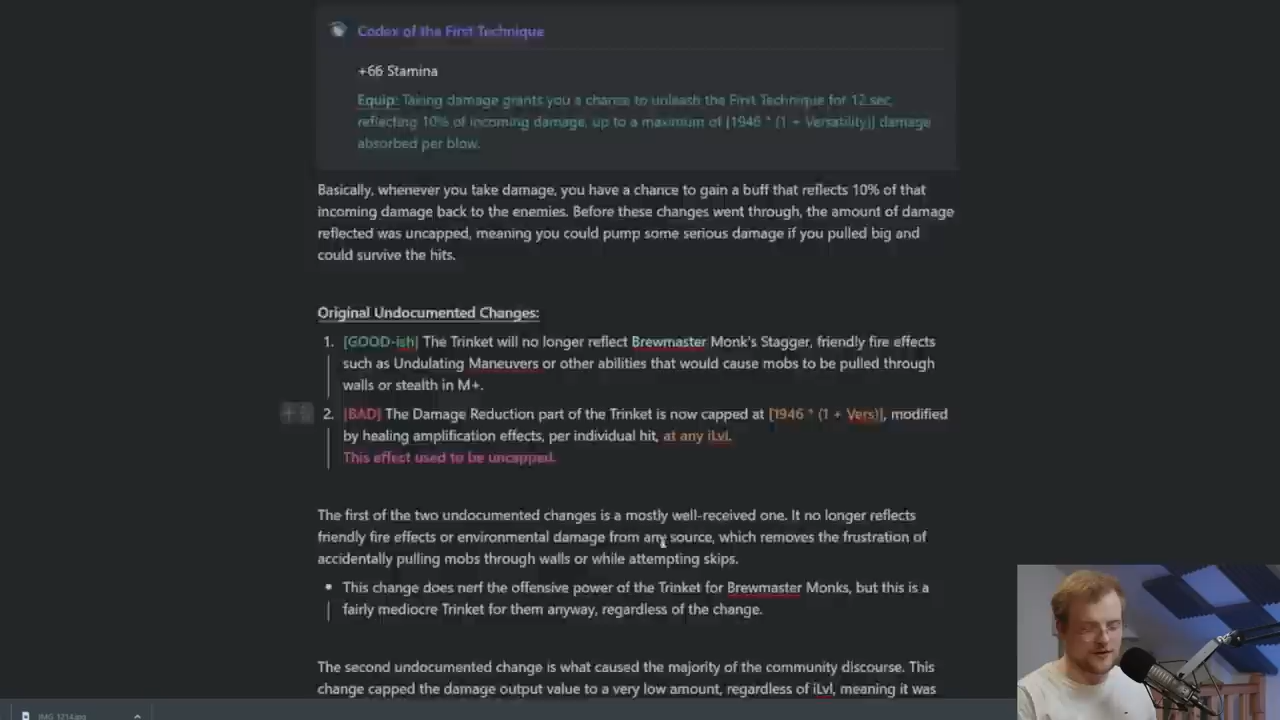 Codex of the First Technique
+66 Stamina
Equip: Taking damage grants you a chance to unleash the First Technique for 12 sec,
reflecting 10% of incoming damage, up to a maximum of [1946 * (1 + Versatility)] damage
absorbed per blow.
Basically, whenever you take damage, you have a chance to gain a buff that reflects 10% of that
incoming damage back to the enemies. Before these changes went through, the amount of damage
reflected was uncapped, meaning you could pump some serious damage if you pulled big and
could survive the hits.
Original Undocumented Changes:
1. [GOOD-ish] The Trinket will no longer reflect Brewmaster Monk's Stagger, friendly fire effects
such as Undulating Maneuvers or other abilities that would cause mobs to be pulled through
walls or stealth in M+.
2. [BAD] The Damage Reduction part of the Trinket is now capped at [1946 * (1 + Vers)], modified
by healing amplification effects, per individual hit, at any iLvl.
This effect used to be uncapped.
The first of the two undocumented changes is a mostly well-received one. It no longer reflects
friendly fire effects or environmental damage from any source, which removes the frustration of
accidentally pulling mobs through walls or while attempting skips.
• This change does nerf the offensive power of the Trinket for Brewmaster Monks, but this is a
fairly mediocre Trinket for them anyway, regardless of the change.
The second undocumented change is what caused the majority of the community discourse. This
change capped the damage output value to a very low amount, regardless of iLvl, meaning it was
IMG_1214.jpg